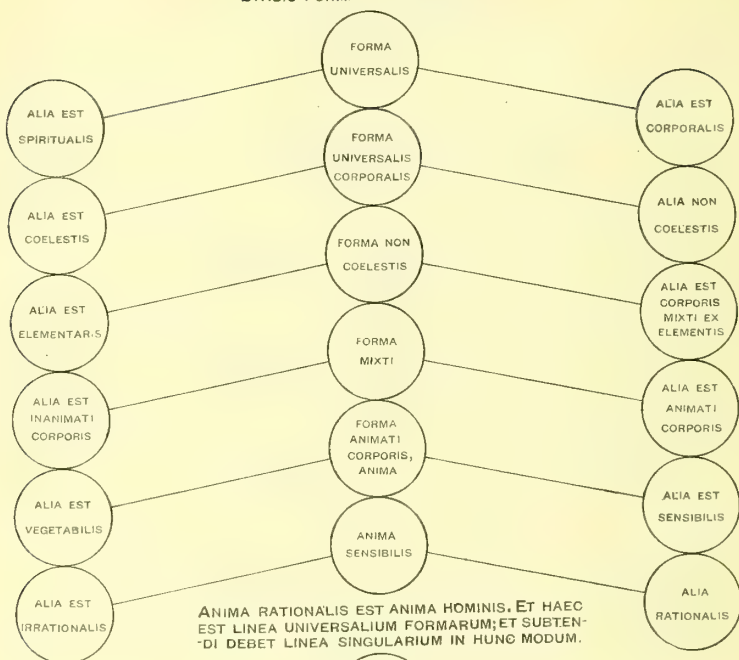 FORMA
UNIVERSALIS
ALIA EST
SPIRITUALIS
ALIA EST
CORPORALIS
FORMA
UNIVERSALIS
CORPORALIS
ALIA EST
COELESTIS
ALIA NON
COELESTIS
FORMA NON
COELESTIS
ALIA EST
ELEMENTARIS
ALIA EST
CORPORIS
MIXTI EX
ELEMENTIS
FORMA
MIXTI
ALIA EST
INANIMATI
CORPORIS
ALIA EST
ANIMATI
CORPORIS
FORMA
ANIMATI
CORPORIS,
ANIMA
ALIA EST
VEGETABILIS
ALIA EST
SENSIBILIS
ANIMA
SENSIBILIS
ALIA EST
IRRATIONALIS
ALIA
RATIONALIS
ANIMA RATIONALIS EST ANIMA HOMINIS. ET HAEC
EST LINEA UNIVERSALIUM FORMARUM; ET SUBTEN-
-DI DEBET LINEA SINGULARIUM IN HUNC MODUM.